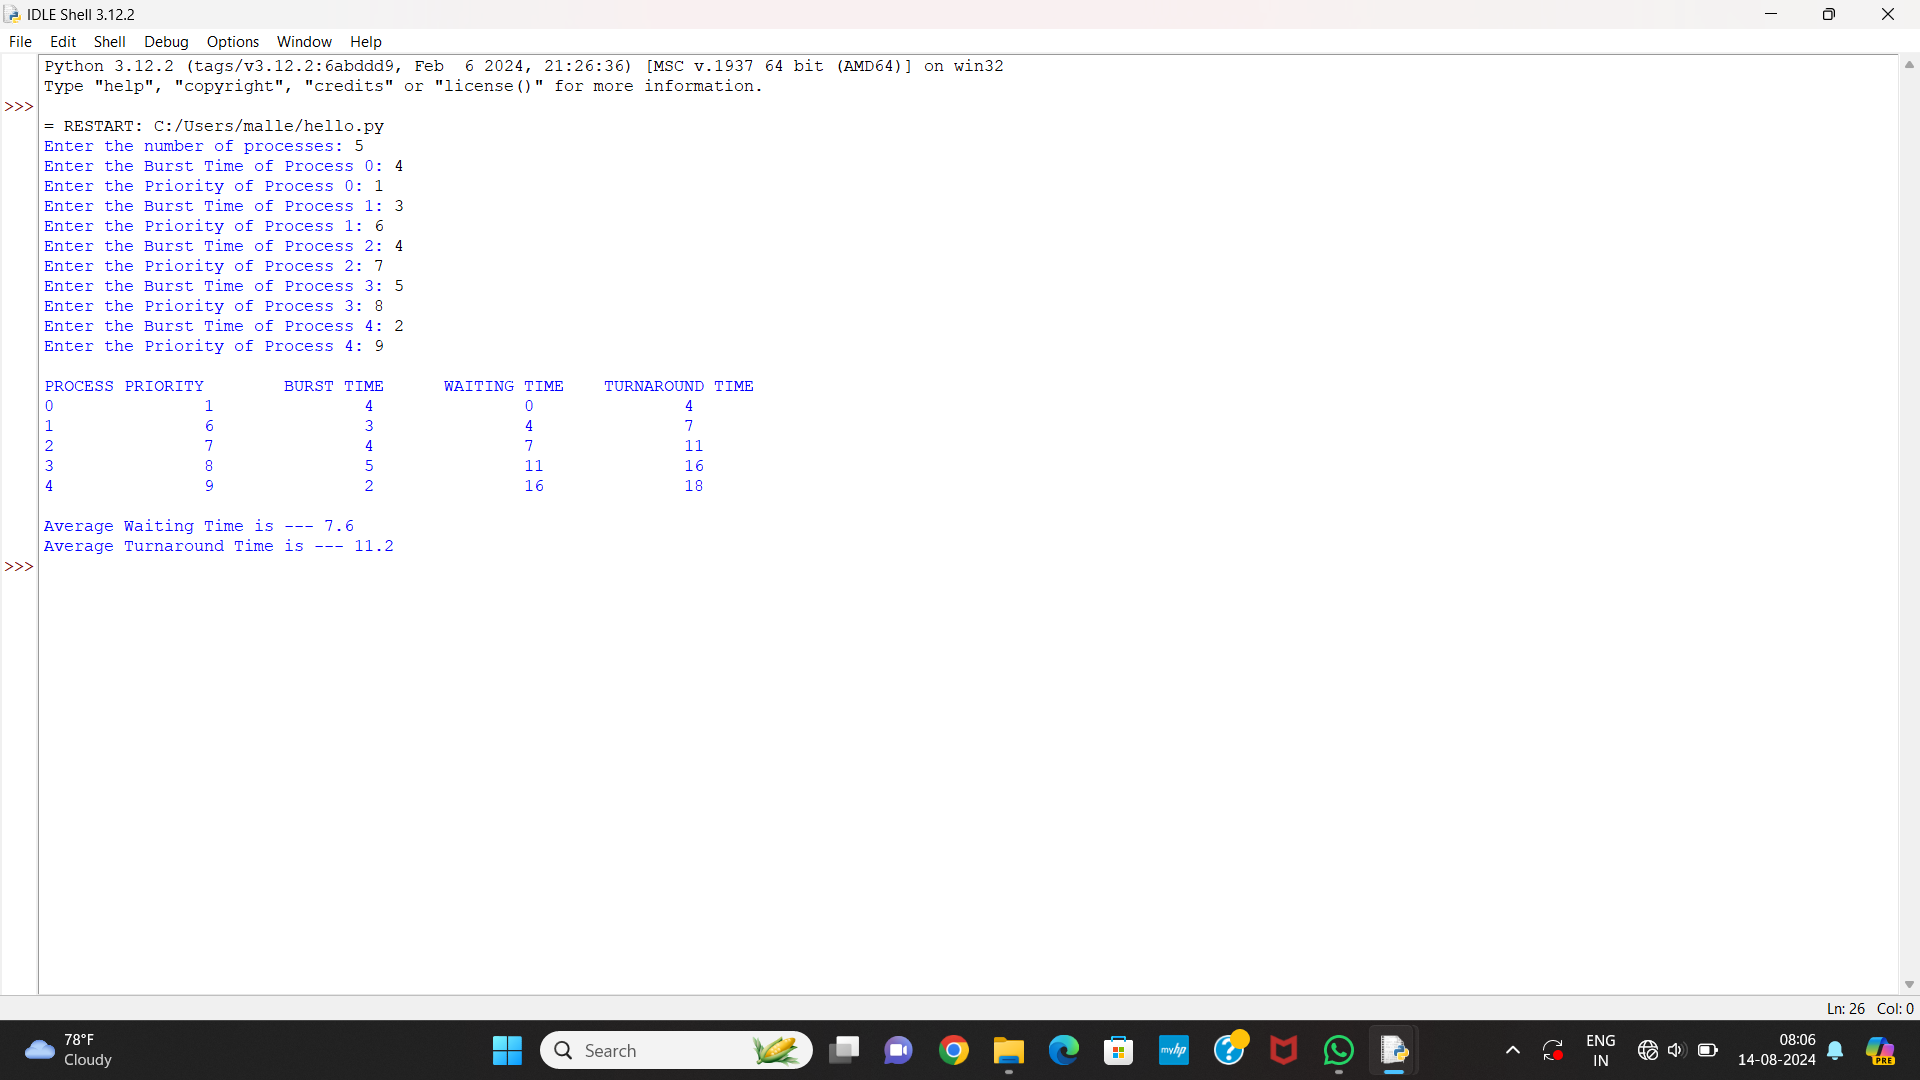 IDLE Shell 3.12.2
File Edit Shell Debug Options Window Help
Python 3.12.2 (tags/v3.12.2:6abddd9, Feb  6 2024, 21:26:36) [MSC v.1937 64 bit (AMD64)] on win32
Type "help", "copyright", "credits" or "license()" for more information.
>>>
= RESTART: C:/Users/malle/hello.py
Enter the number of processes: 5
Enter the Burst Time of Process 0: 4
Enter the Priority of Process 0: 1
Enter the Burst Time of Process 1: 3
Enter the Priority of Process 1: 6
Enter the Burst Time of Process 2: 4
Enter the Priority of Process 2: 7
Enter the Burst Time of Process 3: 5
Enter the Priority of Process 3: 8
Enter the Burst Time of Process 4: 2
Enter the Priority of Process 4: 9
PROCESS PRIORITY        BURST TIME      WAITING TIME    TURNAROUND TIME
0               1               4               0               4
1               6               3               4               7
2               7               4               7               11
3               8               5               11              16
4               9               2               16              18
Average Waiting Time is --- 7.6
Average Turnaround Time is --- 11.2
>>>
Ln: 26 Col: 0
78°F
Cloudy
Search
myhp
ENG
IN
08:06
14-08-2024
PRE